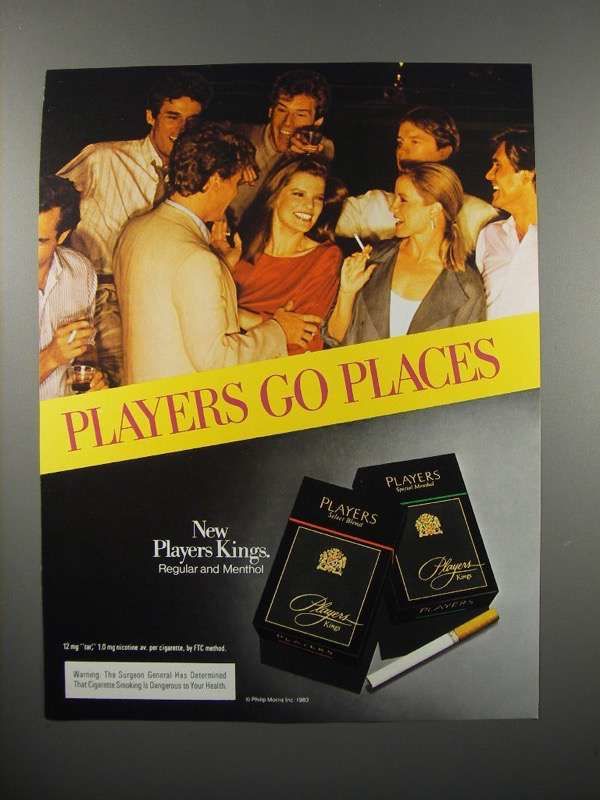 PLAYERS GO PLACES
PLAYERS
Special Menthol
Players
Kings
PLAYERS
PLAYERS
Select Blend
Players
Kings
PLAYERS
New
Players Kings.
Regular and Menthol
12 mg "tar," 1.0 mg nicotine av. per cigarette, by FTC method.
Warning: The Surgeon General Has Determined
That Cigarette Smoking Is Dangerous to Your Health.
© Philip Morris Inc. 1983